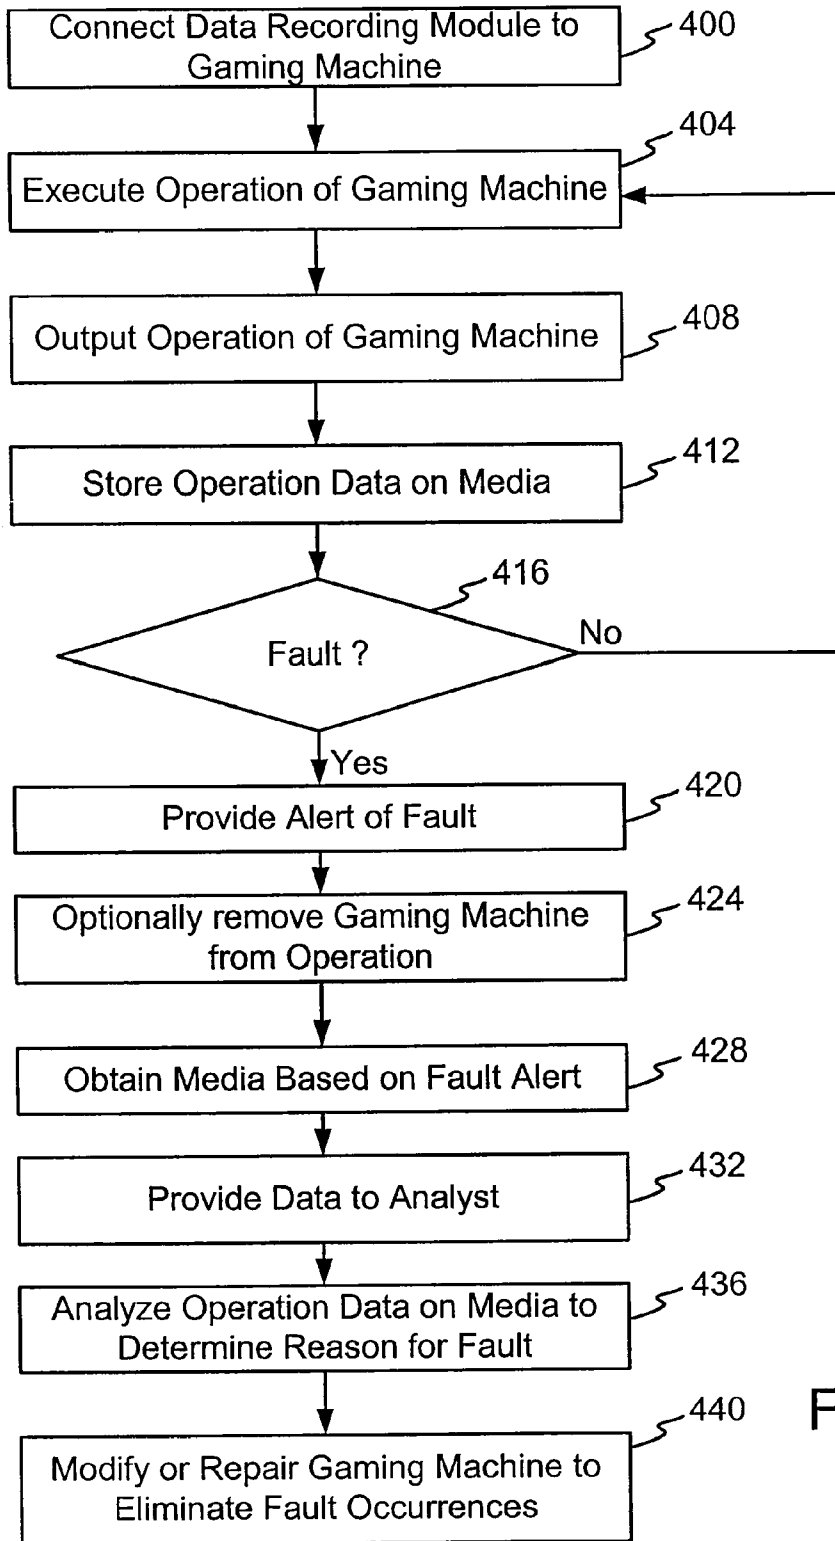 Connect Data Recording Module to
Gaming Machine
400
404
Execute Operation of Gaming Machine
408
Output Operation of Gaming Machine
412
Store Operation Data on Media
416
Fault ?
No
Yes
420
Provide Alert of Fault
424
Optionally remove Gaming Machine
from Operation
428
Obtain Media Based on Fault Alert
432
Provide Data to Analyst
436
Analyze Operation Data on Media to
Determine Reason for Fault
440
Modify or Repair Gaming Machine to
Eliminate Fault Occurrences